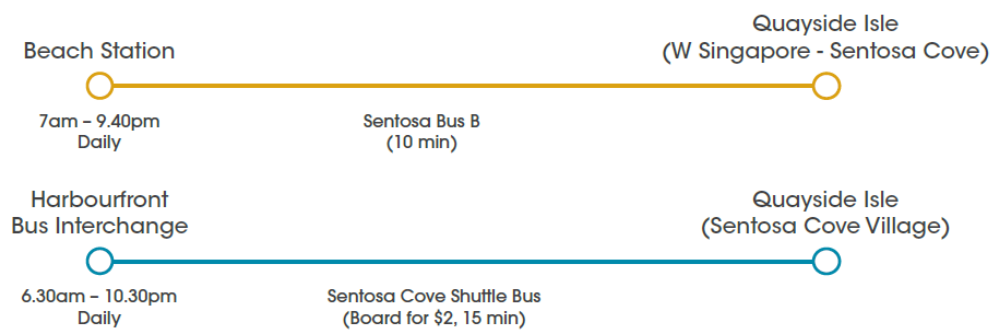 Beach Station
Quayside Isle
(W Singapore - Sentosa Cove)
7am – 9.40pm
Daily
Sentosa Bus B
(10 min)
Harbourfront
Bus Interchange
Quayside Isle
(Sentosa Cove Village)
6.30am – 10.30pm
Daily
Sentosa Cove Shuttle Bus
(Board for $2, 15 min)